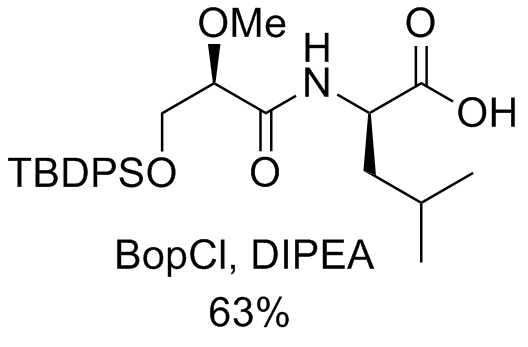 OMe
H
N
O
OH
O
TBDPSO
BopCl, DIPEA
63%